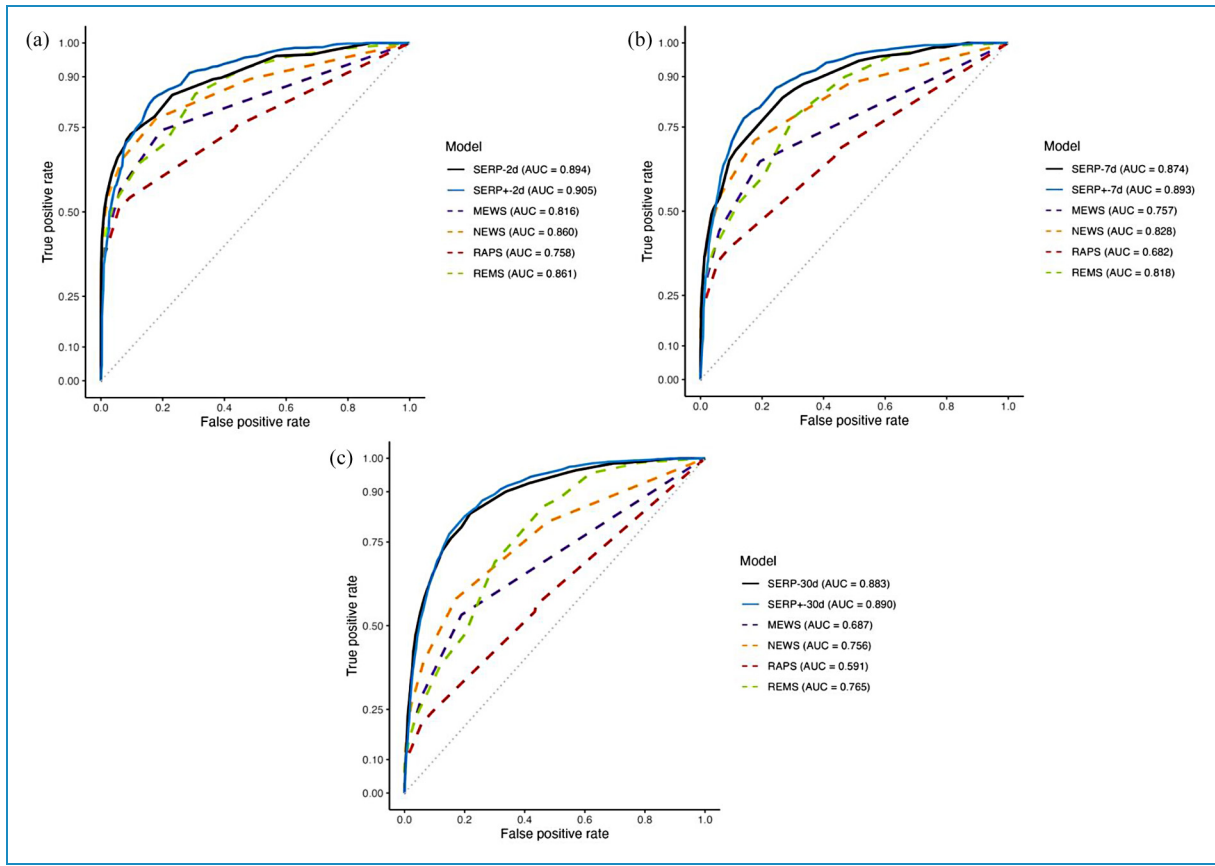 (a)
1.00
0.90
0.75
0.50
0.25
0.10
0.00
True positive rate
0.0 0.2 0.4 0.6 0.8 1.0
False positive rate
Model
SERP-2d (AUC = 0.894)
SERP+-2d (AUC = 0.905)
MEWS (AUC = 0.816)
NEWS (AUC = 0.860)
RAPS (AUC = 0.758)
REMS (AUC = 0.861)
(b)
1.00
0.90
0.75
0.50
0.25
0.10
0.00
True positive rate
0.0 0.2 0.4 0.6 0.8 1.0
False positive rate
Model
SERP-7d (AUC = 0.874)
SERP+-7d (AUC = 0.893)
MEWS (AUC = 0.757)
NEWS (AUC = 0.828)
RAPS (AUC = 0.682)
REMS (AUC = 0.818)
(c)
1.00
0.90
0.75
0.50
0.25
0.10
0.00
True positive rate
0.0 0.2 0.4 0.6 0.8 1.0
False positive rate
Model
SERP-30d (AUC = 0.883)
SERP+-30d (AUC = 0.890)
MEWS (AUC = 0.687)
NEWS (AUC = 0.756)
RAPS (AUC = 0.591)
REMS (AUC = 0.765)